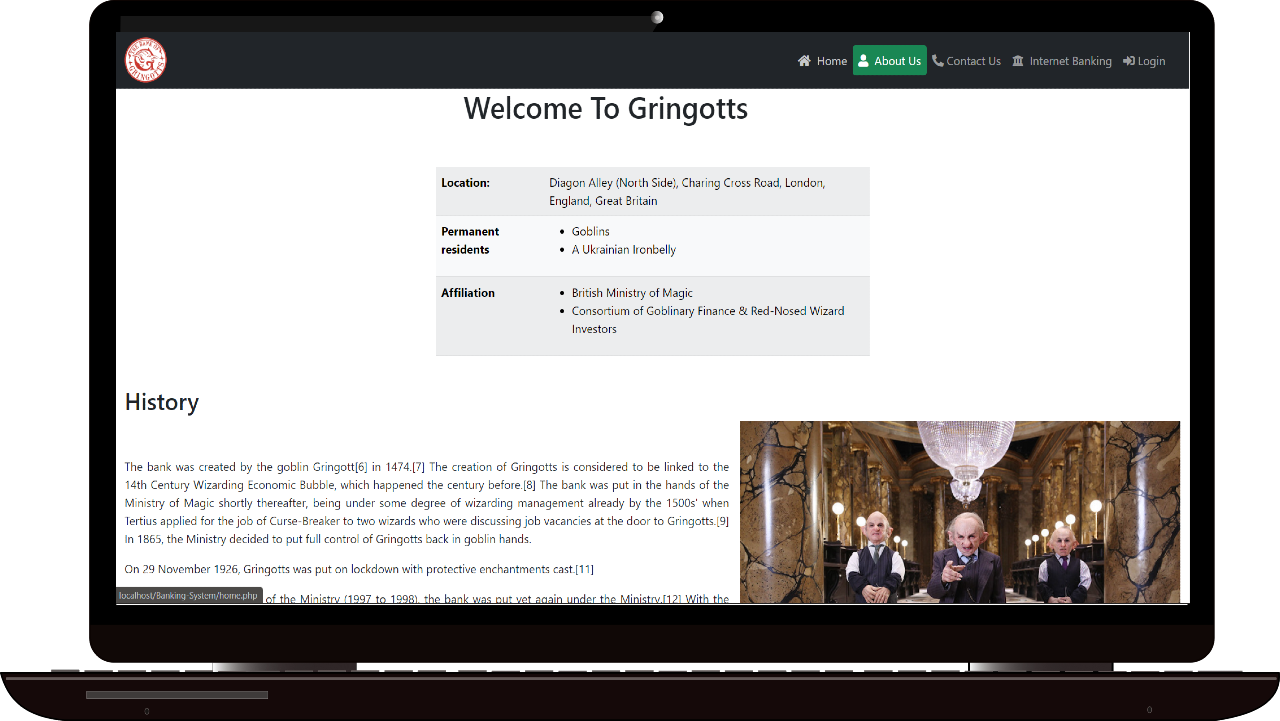 THE BANK OF
GRINGOTTS
Home About Us Contact Us Internet Banking Login
Welcome To Gringotts
Location: Diagon Alley (North Side), Charing Cross Road, London,
England, Great Britain
Permanent • Goblins
residents • A Ukrainian Ironbelly
Affiliation • British Ministry of Magic
• Consortium of Goblinary Finance & Red-Nosed Wizard
Investors
History
The bank was created by the goblin Gringott[6] in 1474.[7] The creation of Gringotts is considered to be linked to the
14th Century Wizarding Economic Bubble, which happened the century before.[8] The bank was put in the hands of the
Ministry of Magic shortly thereafter, being under some degree of wizarding management already by the 1500s' when
Tertius applied for the job of Curse-Breaker to two wizards who were discussing job vacancies at the door to Gringotts.[9]
In 1865, the Ministry decided to put full control of Gringotts back in goblin hands.
On 29 November 1926, Gringotts was put on lockdown with protective enchantments cast.[11]
of the Ministry (1997 to 1998), the bank was put yet again under the Ministry.[12] With the
localhost/Banking-System/home.php